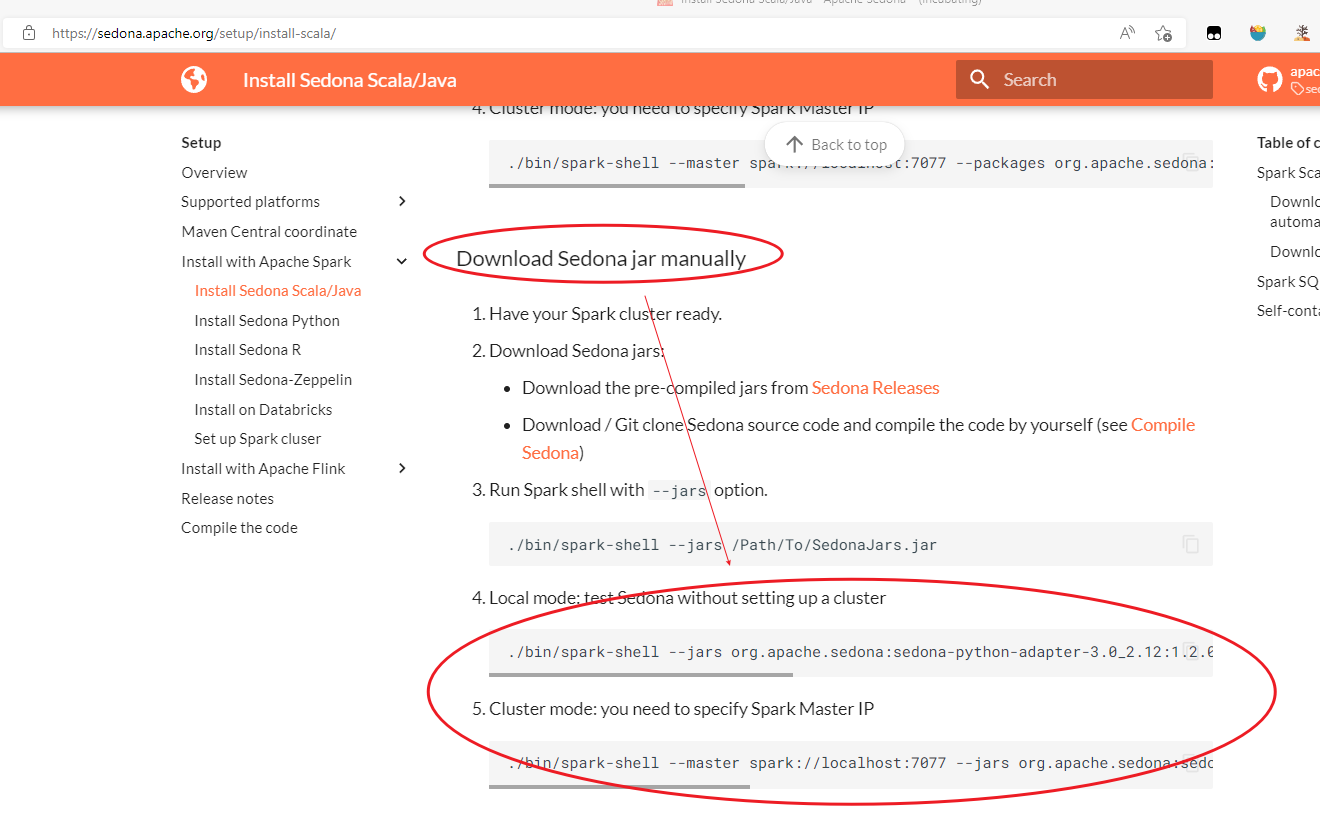 Install Sedona Scala/Java - Apache Sedona™ (incubating)
https://sedona.apache.org/setup/install-scala/
Install Sedona Scala/Java
Search
apac
sec
Setup
Overview
Supported platforms
Maven Central coordinate
Install with Apache Spark
Install Sedona Scala/Java
Install Sedona Python
Install Sedona R
Install Sedona-Zeppelin
Install on Databricks
Set up Spark cluser
Install with Apache Flink
Release notes
Compile the code
4. Cluster mode: you need to specify Spark Master IP
Back to top
./bin/spark-shell --master spark://localhost:7077 --packages org.apache.sedona:
Download Sedona jar manually
1. Have your Spark cluster ready.
2. Download Sedona jars:
• Download the pre-compiled jars from Sedona Releases
• Download / Git clone Sedona source code and compile the code by yourself (see Compile
Sedona)
3. Run Spark shell with --jars option.
./bin/spark-shell --jars /Path/To/SedonaJars.jar
4. Local mode: test Sedona without setting up a cluster
./bin/spark-shell --jars org.apache.sedona:sedona-python-adapter-3.0_2.12:1.2.0
5. Cluster mode: you need to specify Spark Master IP
./bin/spark-shell --master spark://localhost:7077 --jars org.apache.sedona:sedo
Table of c
Spark Sca
Downlo
automa
Downlo
Spark SQ
Self-conta